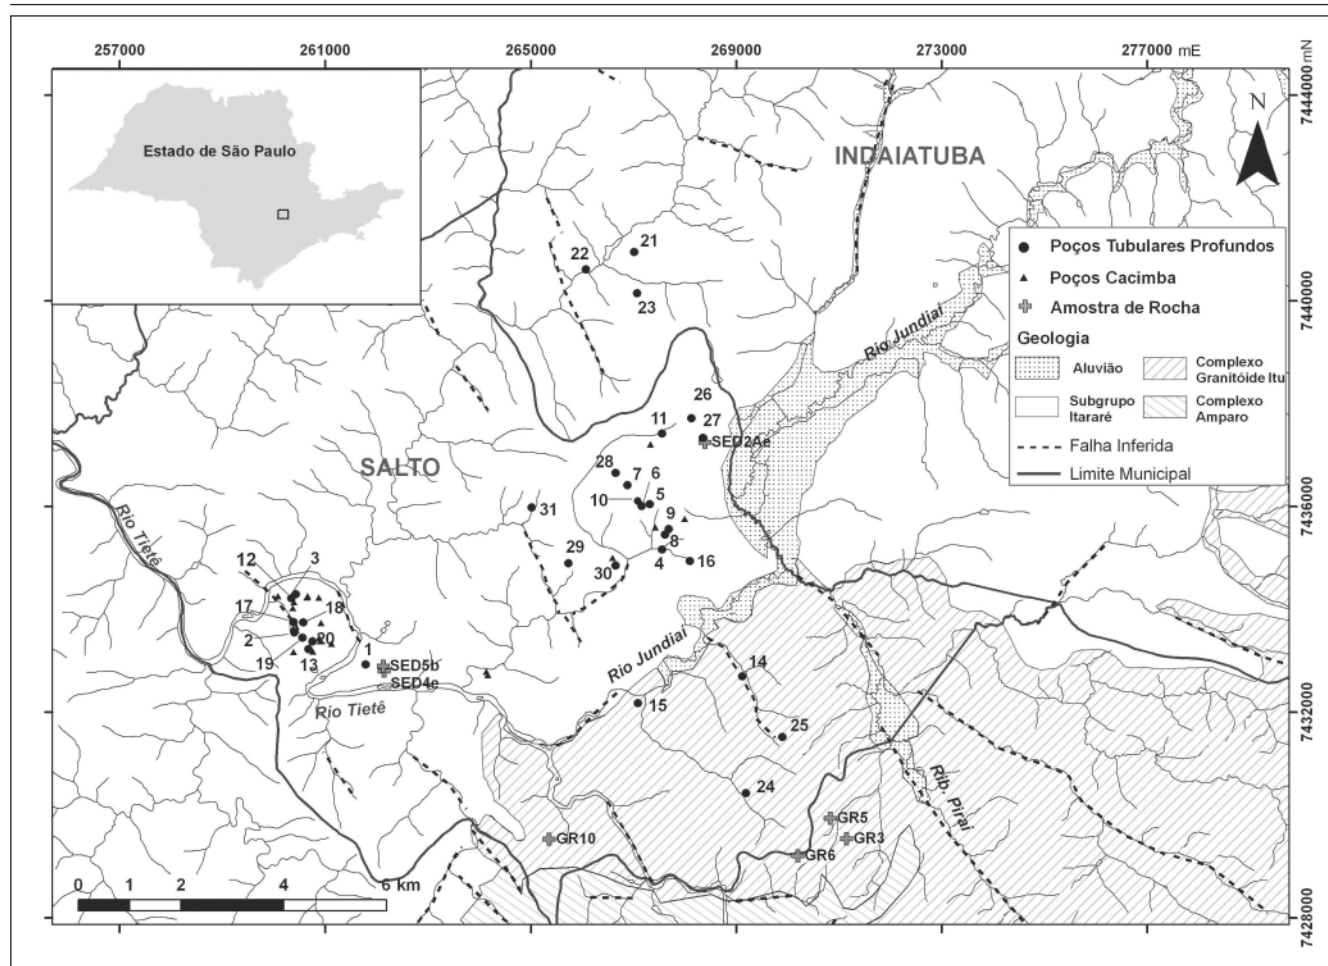 257000 261000 265000 269000 273000 277000 mE
7444000 mN
N
Estado de São Paulo
INDAIATUBA
Poços Tubulares Profundos
Poços Cacimba
Amostra de Rocha
Geologia
Aluvião
Complexo
Granitóide Itu
Subgrupo
Itararé
Complexo
Amparo
Falha Inferida
Limite Municipal
21
22
23
7440000
Rio Jundiaí
26
27
SED2Ae
11
SALTO
28
7
6
10
5
9
8
31
7436000
29
30
4
16
Rio Tietê
12
3
17
18
2
20
19
13
1
SED5b
SED4e
Rio Tietê
Rio Jundiaí
14
15
25
7432000
24
Rib. Piraí
GR5
GR10
GR3
GR6
0 1 2 4 6 km
7428000